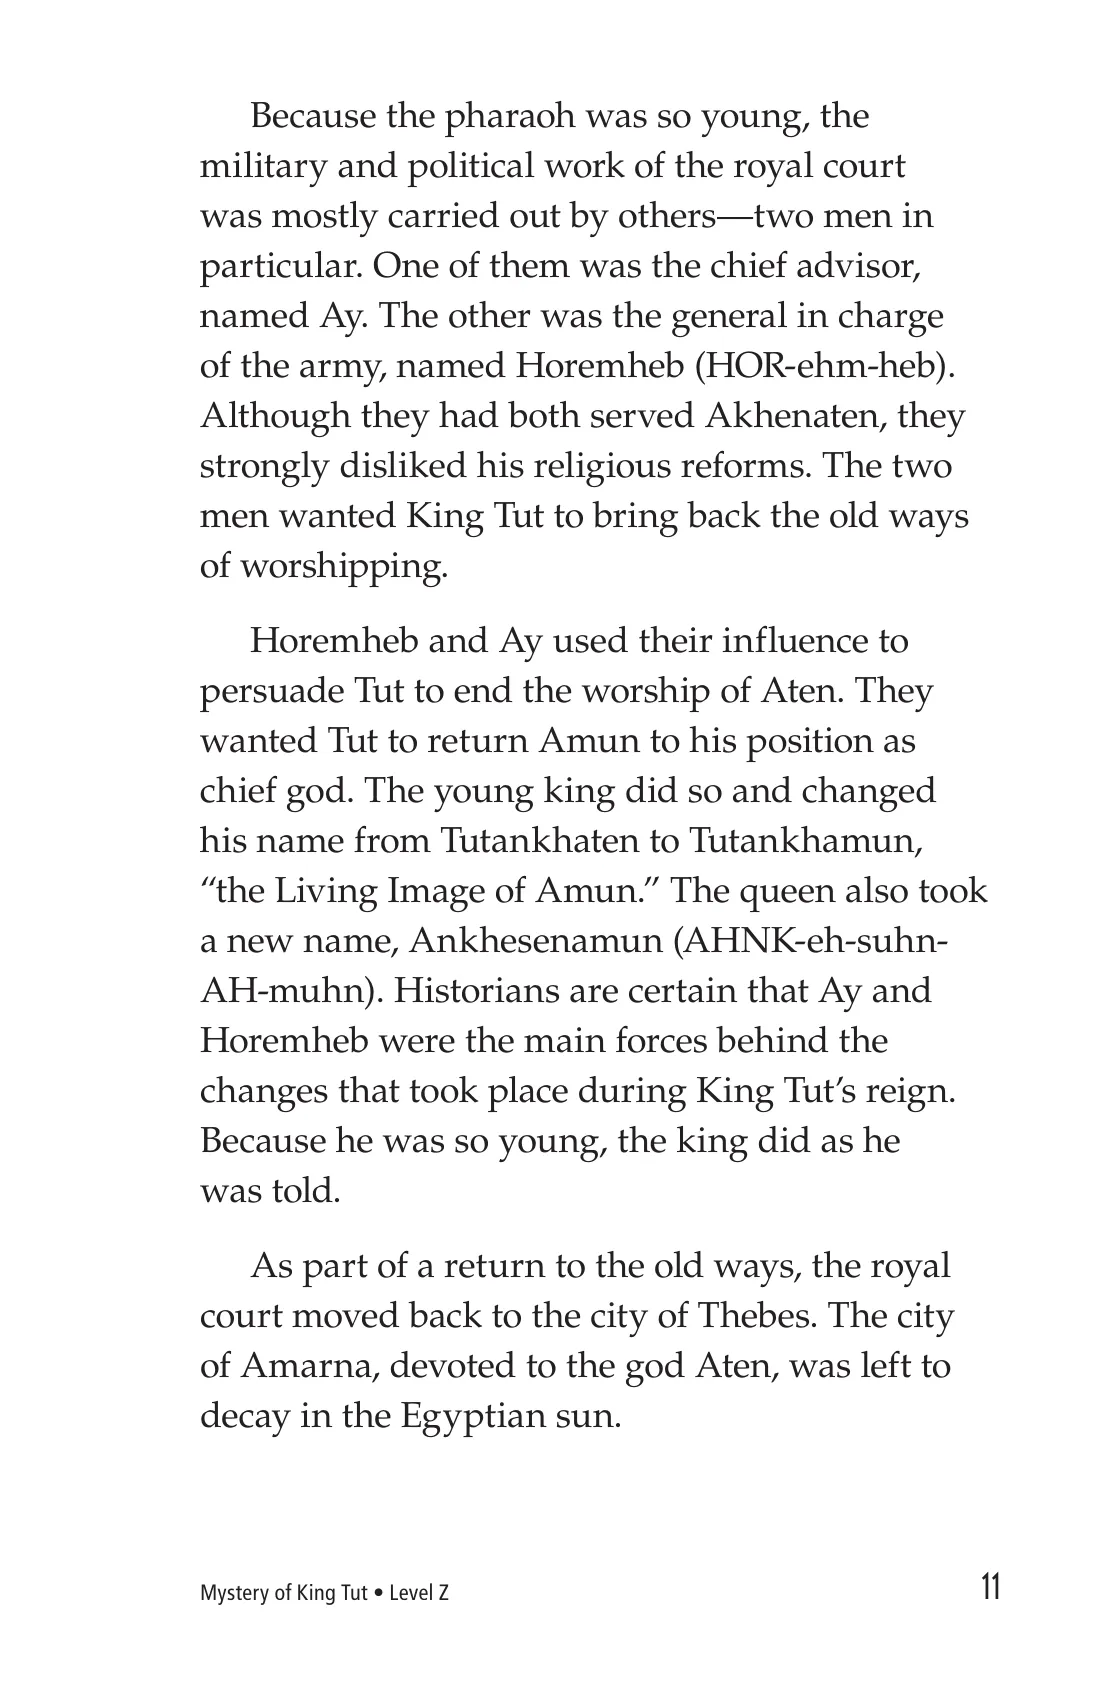 Because the pharaoh was so young, the
military and political work of the royal court
was mostly carried out by others—two men in
particular. One of them was the chief advisor,
named Ay. The other was the general in charge
of the army, named Horemheb (HOR-ehm-heb).
Although they had both served Akhenaten, they
strongly disliked his religious reforms. The two
men wanted King Tut to bring back the old ways
of worshipping.
Horemheb and Ay used their influence to
persuade Tut to end the worship of Aten. They
wanted Tut to return Amun to his position as
chief god. The young king did so and changed
his name from Tutankhaten to Tutankhamun,
“the Living Image of Amun.” The queen also took
a new name, Ankhesenamun (AHNK-eh-suhn-
AH-muhn). Historians are certain that Ay and
Horemheb were the main forces behind the
changes that took place during King Tut’s reign.
Because he was so young, the king did as he
was told.
As part of a return to the old ways, the royal
court moved back to the city of Thebes. The city
of Amarna, devoted to the god Aten, was left to
decay in the Egyptian sun.
Mystery of King Tut • Level Z
11